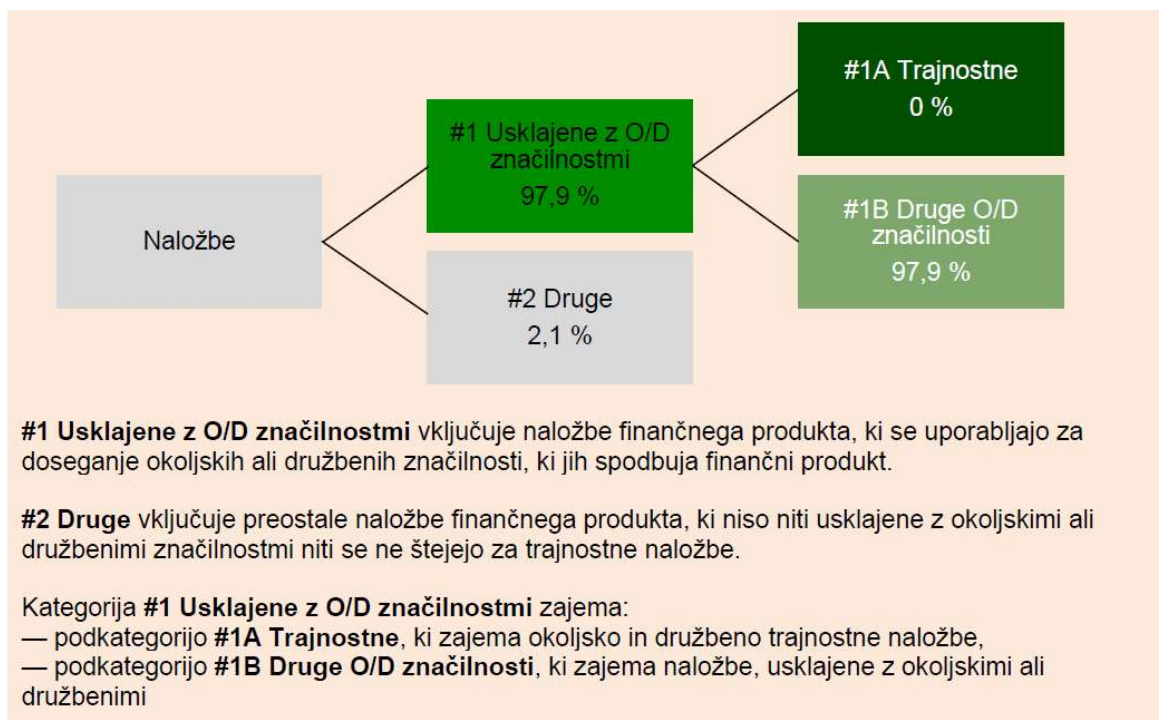 Naložbe
#1 Usklajene z O/D
značilnostmi
97,9 %
#2 Druge
2,1 %
#1A Trajnostne
0 %
#1B Druge O/D
značilnosti
97,9 %
#1 Usklajene z O/D značilnostmi vključuje naložbe finančnega produkta, ki se uporabljajo za
doseganje okoljskih ali družbenih značilnosti, ki jih spodbuja finančni produkt.
#2 Druge vključuje preostale naložbe finančnega produkta, ki niso niti usklajene z okoljskimi ali
družbenimi značilnostmi niti se ne štejejo za trajnostne naložbe.
Kategorija #1 Usklajene z O/D značilnostmi zajema:
— podkategorijo #1A Trajnostne, ki zajema okoljsko in družbeno trajnostne naložbe,
— podkategorijo #1B Druge O/D značilnosti, ki zajema naložbe, usklajene z okoljskimi ali
družbenimi